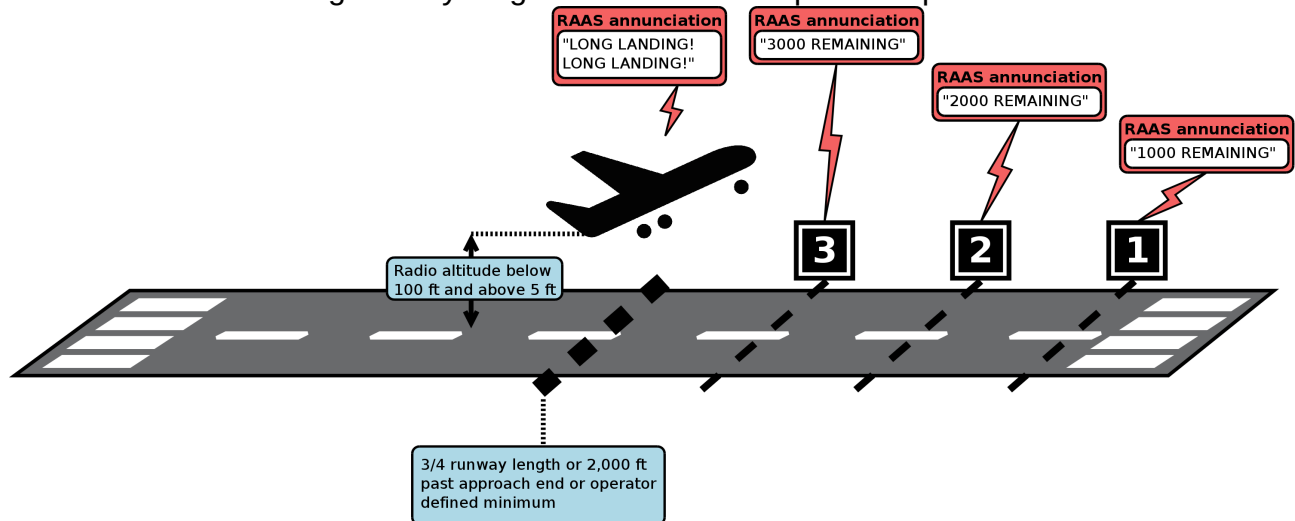 RAAS annunciation
"LONG LANDING!
LONG LANDING!"
RAAS annunciation
"3000 REMAINING"
RAAS annunciation
"2000 REMAINING"
RAAS annunciation
"1000 REMAINING"
3
2
1
Radio altitude below
100 ft and above 5 ft
3/4 runway length or 2,000 ft
past approach end or operator
defined minimum